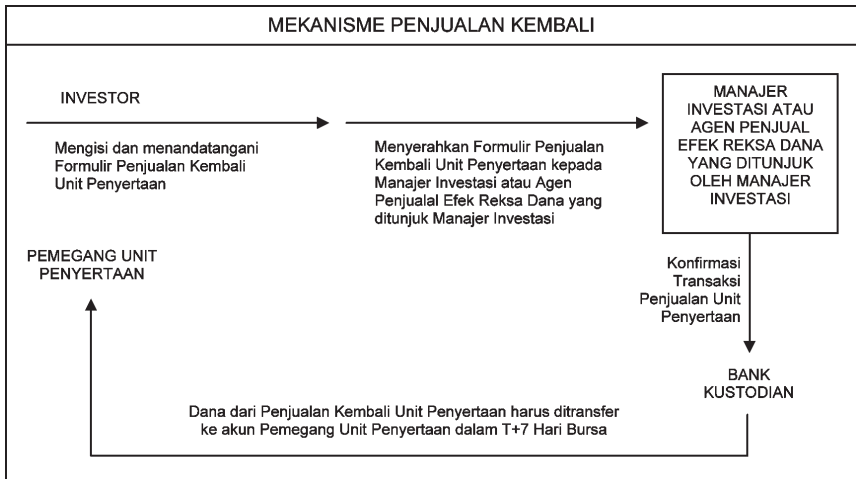 MEKANISME PENJUALAN KEMBALI
INVESTOR
Mengisi dan menandatangani
Formulir Penjualan Kembali
Unit Penyertaan
Menyerahkan Formulir Penjualan
Kembali Unit Penyertaan kepada
Manajer Investasi atau Agen
Penjualal Efek Reksa Dana yang
ditunjuk Manajer Investasi
MANAJER
INVESTASI ATAU
AGEN PENJUAL
EFEK REKSA DANA
YANG DITUNJUK
OLEH MANAJER
INVESTASI
PEMEGANG UNIT
PENYERTAAN
Konfirmasi
Transaksi
Penjualan Unit
Penyertaan
BANK
KUSTODIAN
Dana dari Penjualan Kembali Unit Penyertaan harus ditransfer
ke akun Pemegang Unit Penyertaan dalam T+7 Hari Bursa